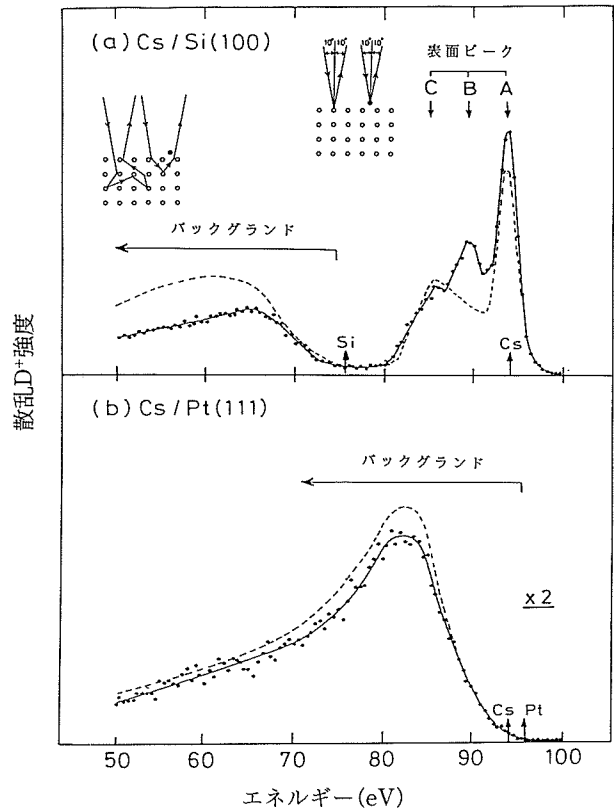 (a) Cs/Si(100)
10° 10° 10° 10°
表面ピーク
C B A
バックグランド
Si
Cs
(b) Cs/Pt(111)
バックグランド
x2
Cs Pt
散乱D+強度
50 60 70 80 90 100
エネルギー(eV)